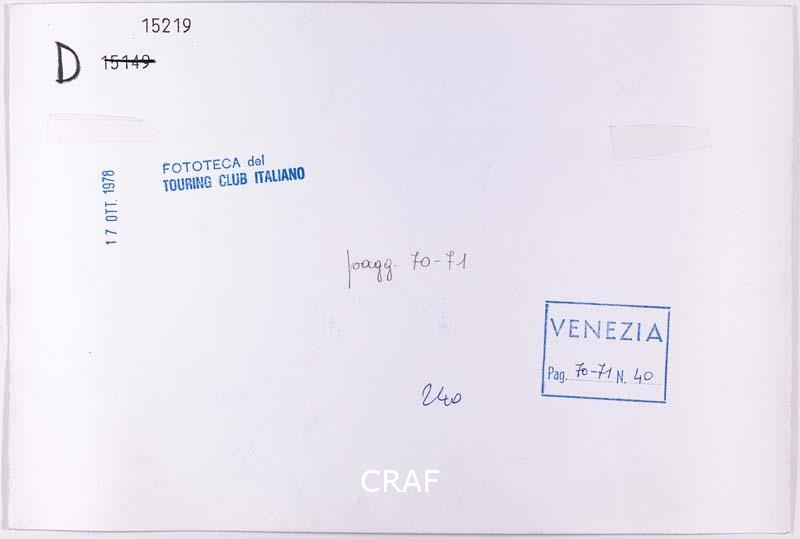 15219
D 15149
FOTOTECA del
TOURING CLUB ITALIANO
17 OTT. 1978
pagg. 70-71
VENEZIA
Pag. 70-71 N. 40
240
CRAF